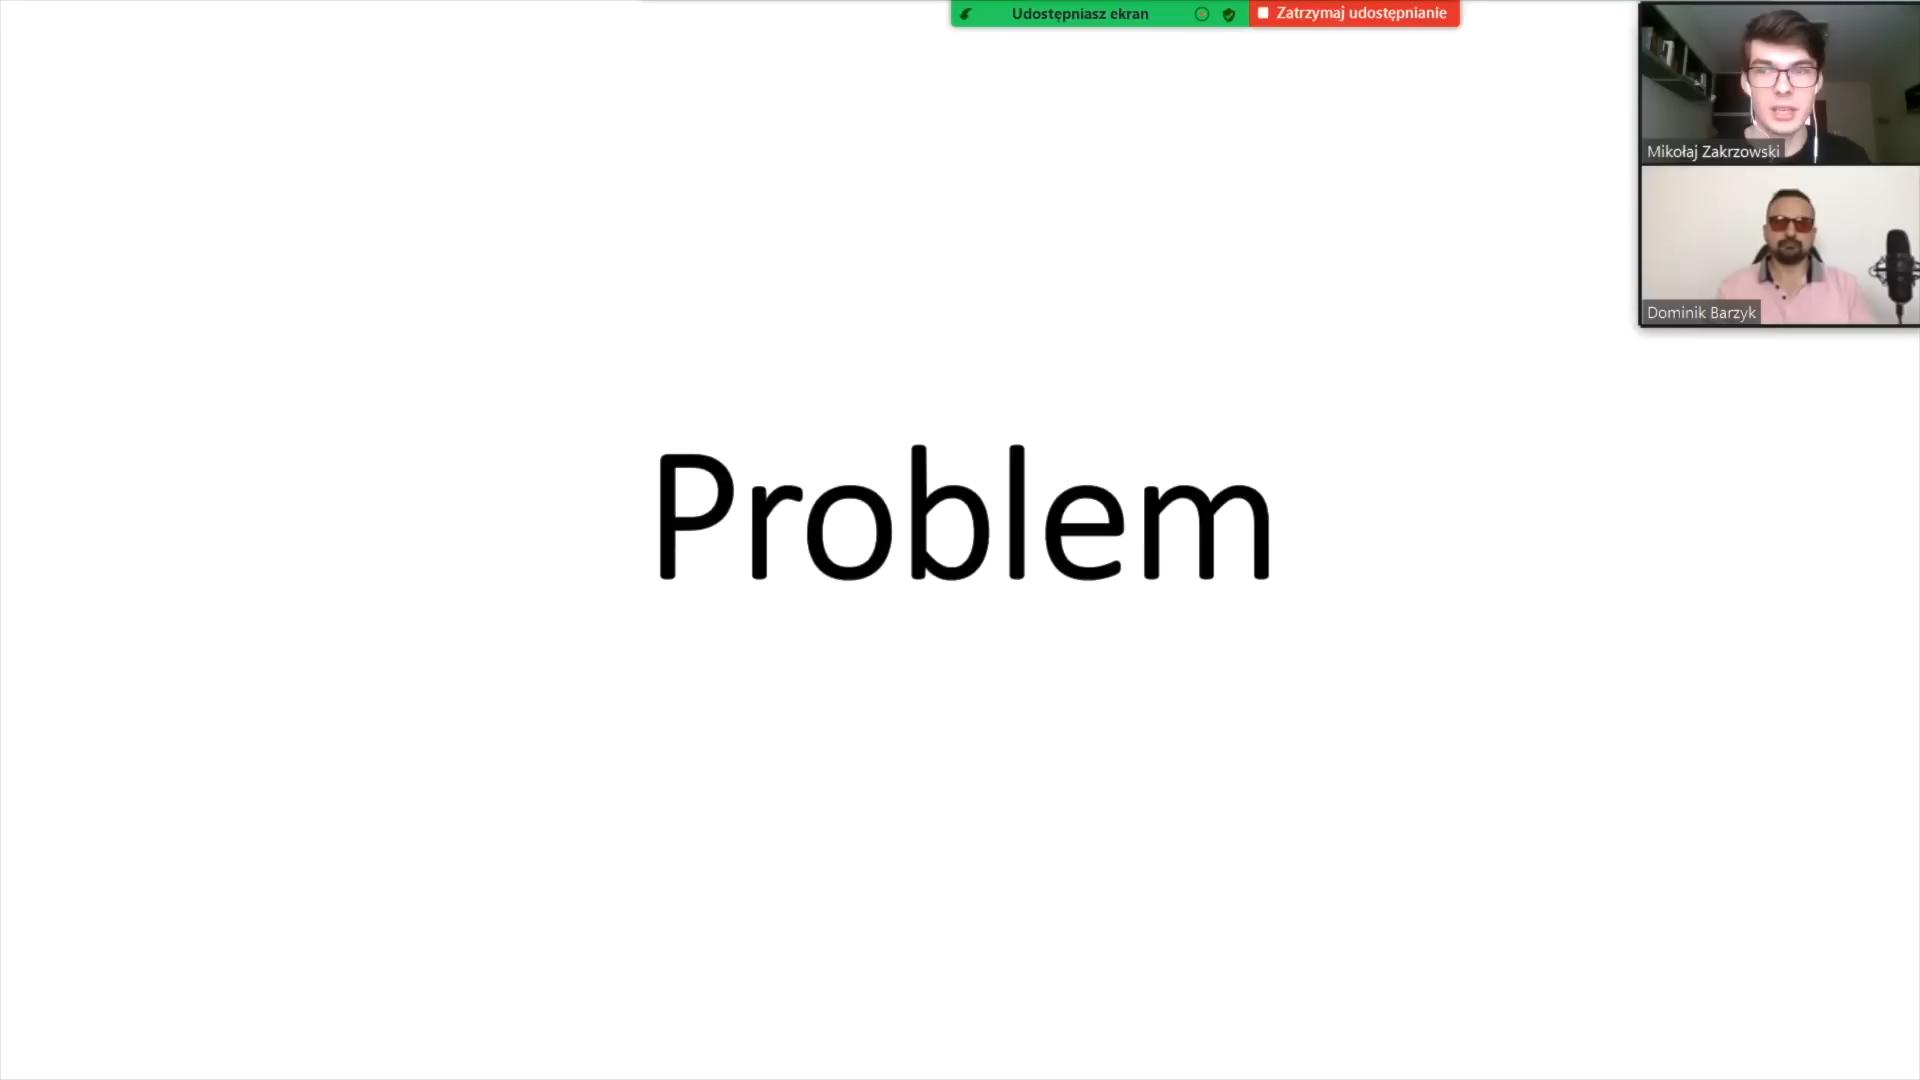 Udostępniasz ekran
Zatrzymaj udostępnianie
Mikołaj Zakrzowski
Dominik Barzyk
Problem